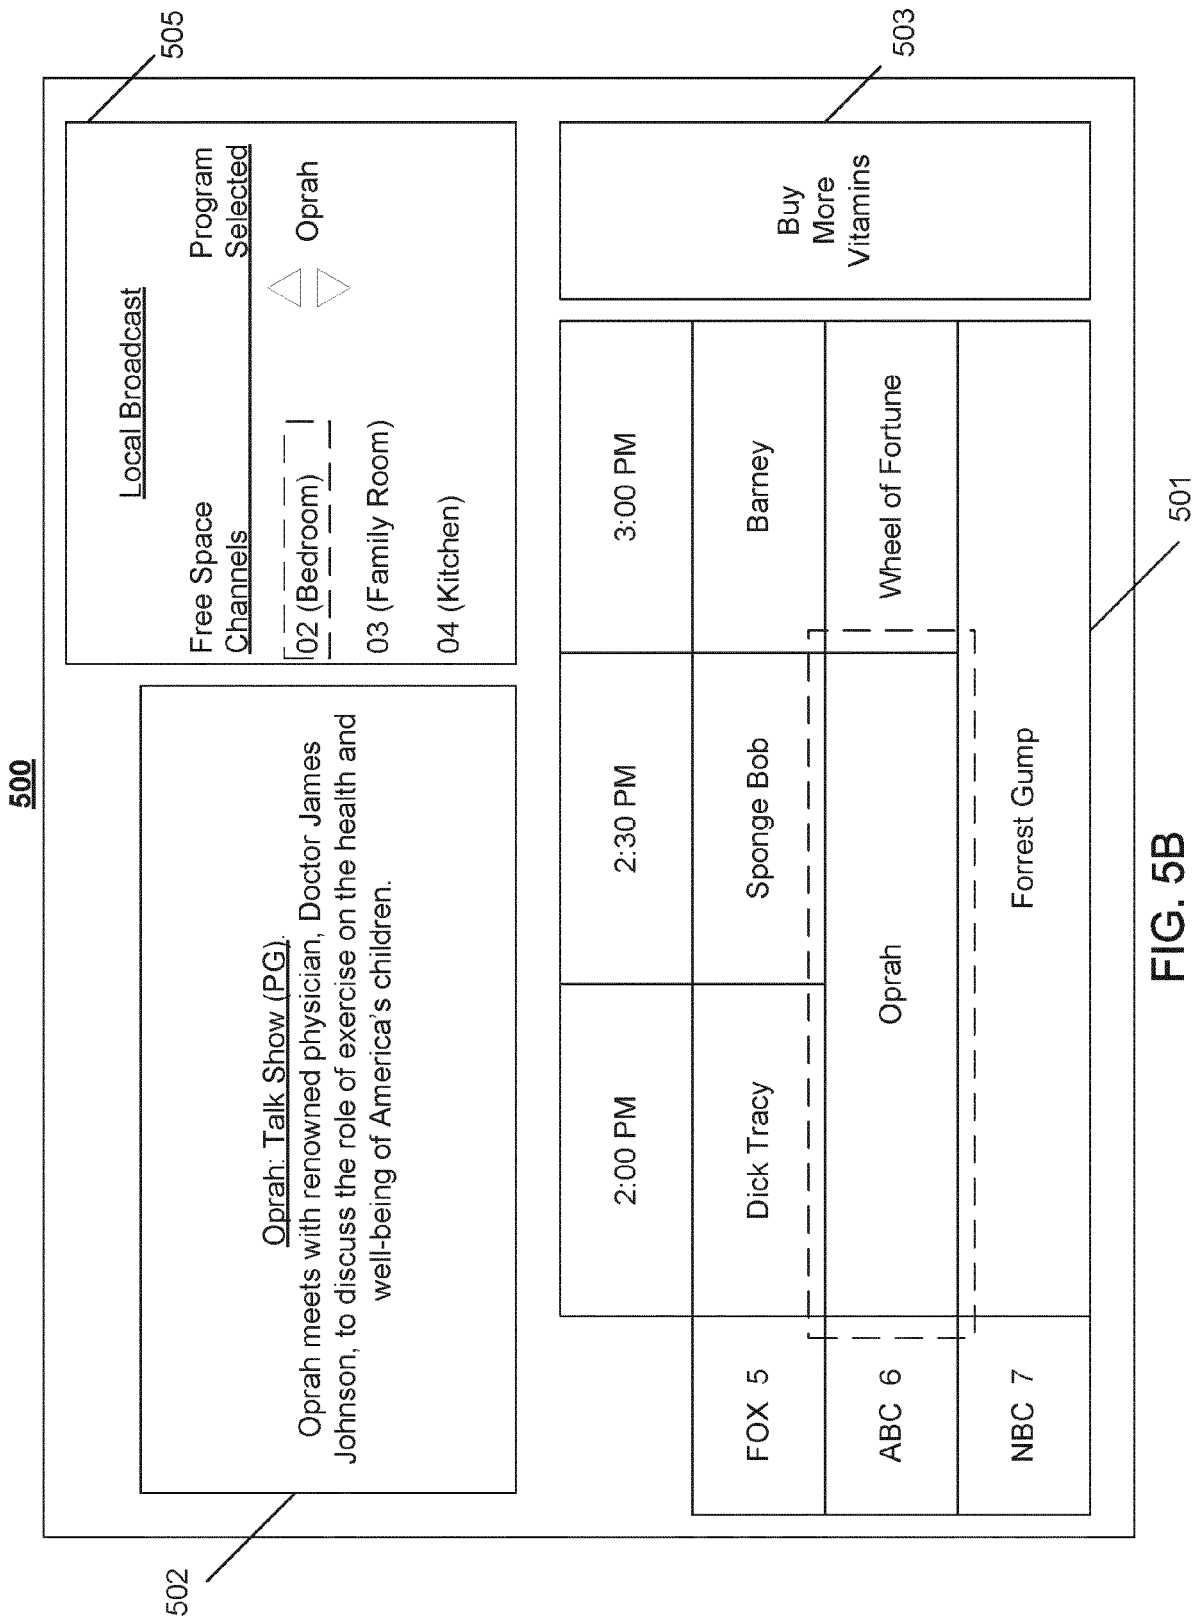 500
502
Oprah: Talk Show (PG).
Oprah meets with renowned physician, Doctor James
Johnson, to discuss the role of exercise on the health and
well-being of America's children.
505
Local Broadcast
Free Space
Channels
Program
Selected
02 (Bedroom)
Oprah
03 (Family Room)
04 (Kitchen)
2:00 PM
2:30 PM
3:00 PM
FOX 5
Dick Tracy
Sponge Bob
Barney
ABC 6
Oprah
Wheel of Fortune
NBC 7
Forrest Gump
Buy
More
Vitamins
503
501
FIG. 5B